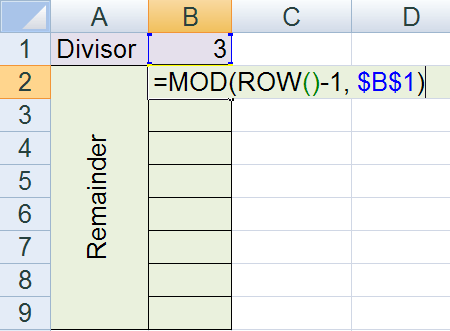 A B C D
1 Divisor 3
2 =MOD(ROW()-1, $B$1)
3
4
5
6
7
8
9
Remainder